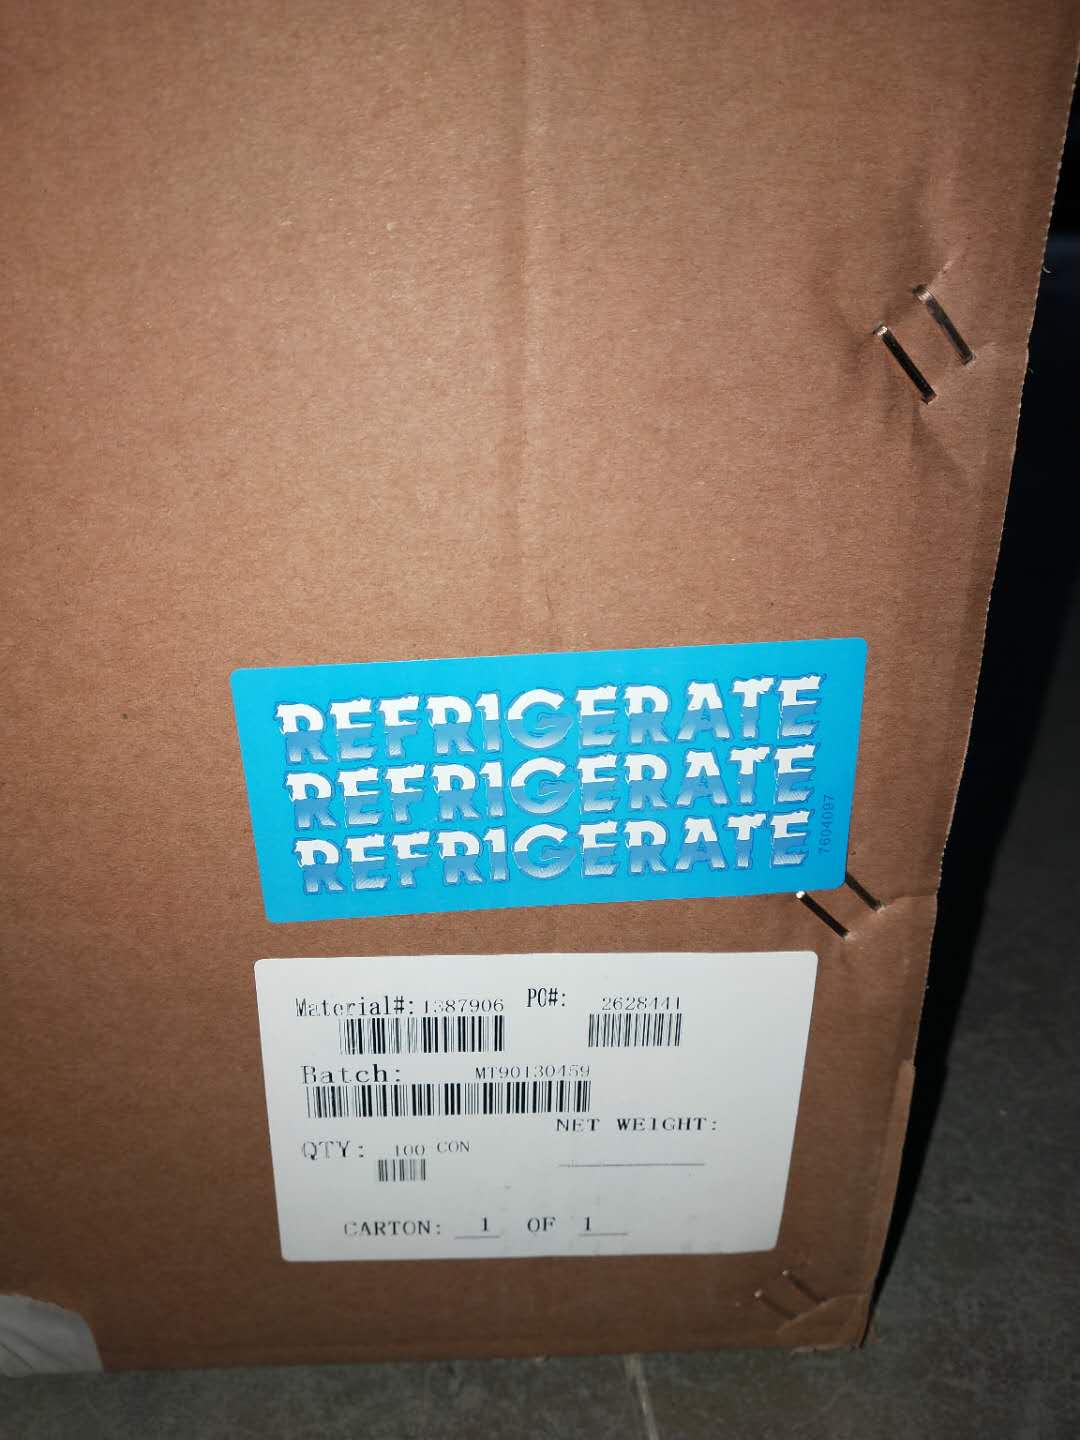 REFRIGERATE
REFRIGERATE
REFRIGERATE
7604097
Material#: 1387906 PO#: 2628441
Batch: MT90130459
NET WEIGHT:
QTY: 100 CON
CARTON: 1 OF 1